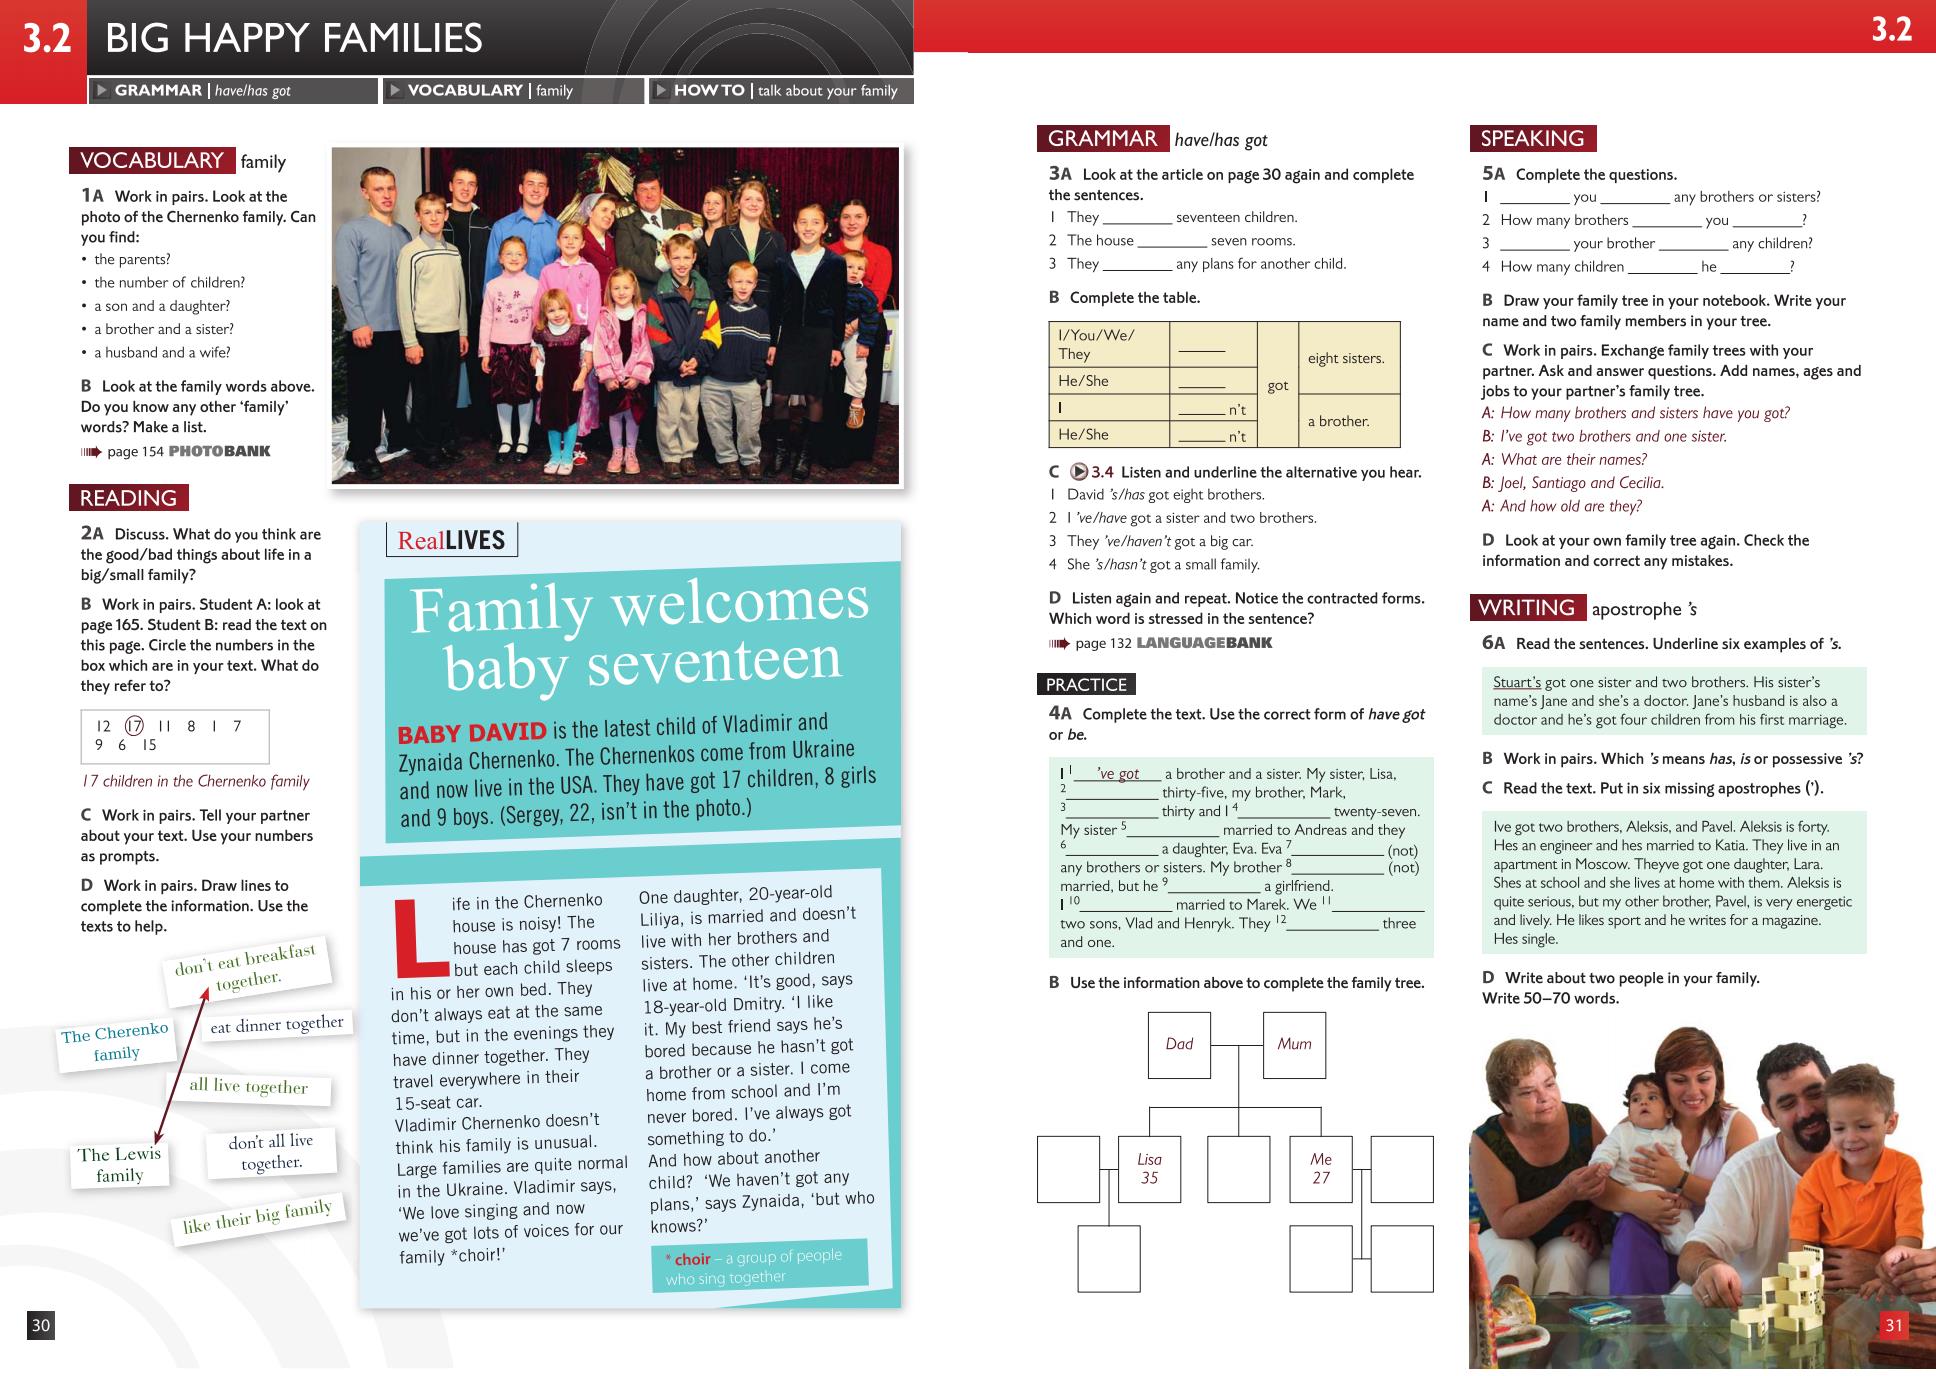 3.2
BIG HAPPY FAMILIES
GRAMMAR | have/has got
VOCABULARY | family
HOW TO | talk about your family
VOCABULARY family
1A Work in pairs. Look at the
photo of the Chernenko family. Can
you find:
• the parents?
• the number of children?
• a son and a daughter?
• a brother and a sister?
• a husband and a wife?
B Look at the family words above.
Do you know any other ‘family’
words? Make a list.
page 154 PHOTOBANK
READING
2A Discuss. What do you think are
the good/bad things about life in a
big/small family?
B Work in pairs. Student A: look at
page 165. Student B: read the text on
this page. Circle the numbers in the
box which are in your text. What do
they refer to?
12 17 11 8 1 7
9 6 15
17 children in the Chernenko family
C Work in pairs. Tell your partner
about your text. Use your numbers
as prompts.
D Work in pairs. Draw lines to
complete the information. Use the
texts to help.
don’t eat breakfast
together.
The Cherenko
family
eat dinner together
all live together
The Lewis
family
don’t all live
together.
like their big family
30
RealLIVES
Family welcomes
baby seventeen
BABY DAVID is the latest child of Vladimir and
Zynaida Chernenko. The Chernenkos come from Ukraine
and now live in the USA. They have got 17 children, 8 girls
and 9 boys. (Sergey, 22, isn’t in the photo.)
Life in the Chernenko
house is noisy! The
house has got 7 rooms
but each child sleeps
in his or her own bed. They
don’t always eat at the same
time, but in the evenings they
have dinner together. They
travel everywhere in their
15-seat car.
Vladimir Chernenko doesn’t
think his family is unusual.
Large families are quite normal
in the Ukraine. Vladimir says,
‘We love singing and now
we’ve got lots of voices for our
family *choir!’
One daughter, 20-year-old
Liliya, is married and doesn’t
live with her brothers and
sisters. The other children
live at home. ‘It’s good, says
18-year-old Dmitry. ‘I like
it. My best friend says he’s
bored because he hasn’t got
a brother or a sister. I come
home from school and I’m
never bored. I’ve always got
something to do.’
And how about another
child? ‘We haven’t got any
plans,’ says Zynaida, ‘but who
knows?’
* choir – a group of people
who sing together
3.2
GRAMMAR have/has got
3A Look at the article on page 30 again and complete
the sentences.
1 They ________ seventeen children.
2 The house ________ seven rooms.
3 They ________ any plans for another child.
B Complete the table.
I/You/We/
They ______
He/She ______
I ______ n’t
He/She ______ n’t
got
eight sisters.
a brother.
C 3.4 Listen and underline the alternative you hear.
1 David ’s/has got eight brothers.
2 I ’ve/have got a sister and two brothers.
3 They ’ve/haven’t got a big car.
4 She ’s/hasn’t got a small family.
D Listen again and repeat. Notice the contracted forms.
Which word is stressed in the sentence?
page 132 LANGUAGEBANK
PRACTICE
4A Complete the text. Use the correct form of have got
or be.
I 1 ’ve got a brother and a sister. My sister, Lisa,
2 ________ thirty-five, my brother, Mark,
3 ________ thirty and I 4 ________ twenty-seven.
My sister 5 ________ married to Andreas and they
6 ________ a daughter, Eva. Eva 7 ________ (not)
any brothers or sisters. My brother 8 ________ (not)
married, but he 9 ________ a girlfriend.
I 10 ________ married to Marek. We 11 ________
two sons, Vlad and Henryk. They 12 ________ three
and one.
B Use the information above to complete the family tree.
Dad
Mum
Lisa
35
Me
27
SPEAKING
5A Complete the questions.
1 ________ you ________ any brothers or sisters?
2 How many brothers ________ you ________?
3 ________ your brother ________ any children?
4 How many children ________ he ________?
B Draw your family tree in your notebook. Write your
name and two family members in your tree.
C Work in pairs. Exchange family trees with your
partner. Ask and answer questions. Add names, ages and
jobs to your partner’s family tree.
A: How many brothers and sisters have you got?
B: I’ve got two brothers and one sister.
A: What are their names?
B: Joel, Santiago and Cecilia.
A: And how old are they?
D Look at your own family tree again. Check the
information and correct any mistakes.
WRITING apostrophe ’s
6A Read the sentences. Underline six examples of ’s.
Stuart’s got one sister and two brothers. His sister’s
name’s Jane and she’s a doctor. Jane’s husband is also a
doctor and he’s got four children from his first marriage.
B Work in pairs. Which ’s means has, is or possessive ’s?
C Read the text. Put in six missing apostrophes (’).
Ive got two brothers, Aleksis, and Pavel. Aleksis is forty.
Hes an engineer and hes married to Katia. They live in an
apartment in Moscow. Theyve got one daughter, Lara.
Shes at school and she lives at home with them. Aleksis is
quite serious, but my other brother, Pavel, is very energetic
and lively. He likes sport and he writes for a magazine.
Hes single.
D Write about two people in your family.
Write 50–70 words.
31